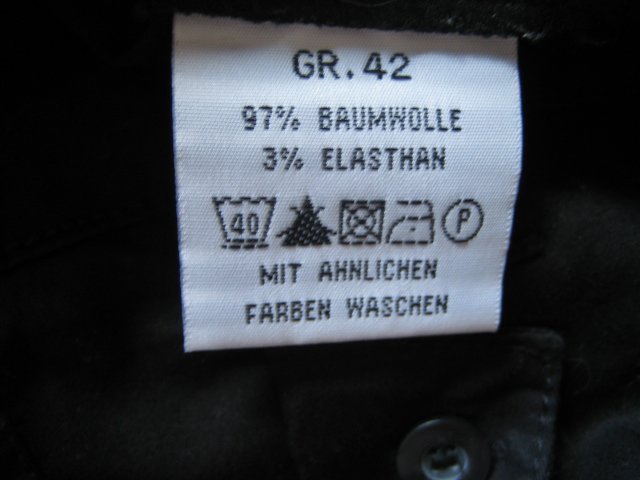 GR.42
97% BAUMWOLLE
3% ELASTHAN
40 P
MIT AHNLICHEN
FARBEN WASCHEN